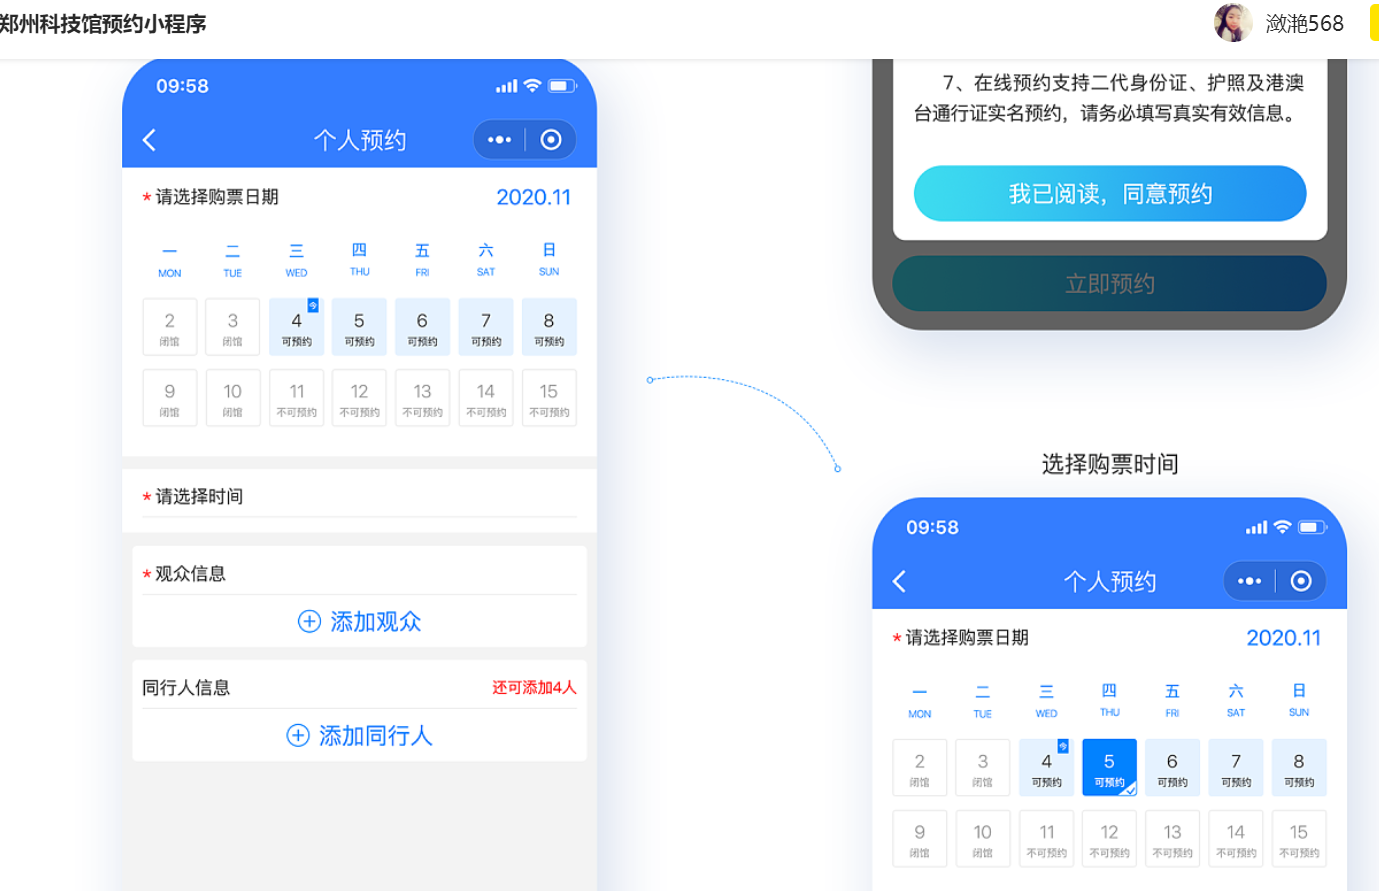 郑州科技馆预约小程序
潋滟568
09:58
个人预约
*请选择购票日期 2020.11
一 二 三 四 五 六 日
MON TUE WED THU FRI SAT SUN
今
2 3 4 5 6 7 8
闭馆 闭馆 可预约 可预约 可预约 可预约 可预约
9 10 11 12 13 14 15
闭馆 闭馆 不可预约 不可预约 不可预约 不可预约 不可预约
*请选择时间
*观众信息
添加观众
同行人信息 还可添加4人
添加同行人
7、在线预约支持二代身份证、护照及港澳
台通行证实名预约，请务必填写真实有效信息。
我已阅读，同意预约
立即预约
选择购票时间
09:58
个人预约
*请选择购票日期 2020.11
一 二 三 四 五 六 日
MON TUE WED THU FRI SAT SUN
今
2 3 4 5 6 7 8
闭馆 闭馆 可预约 可预约 可预约 可预约 可预约
9 10 11 12 13 14 15
闭馆 闭馆 不可预约 不可预约 不可预约 不可预约 不可预约